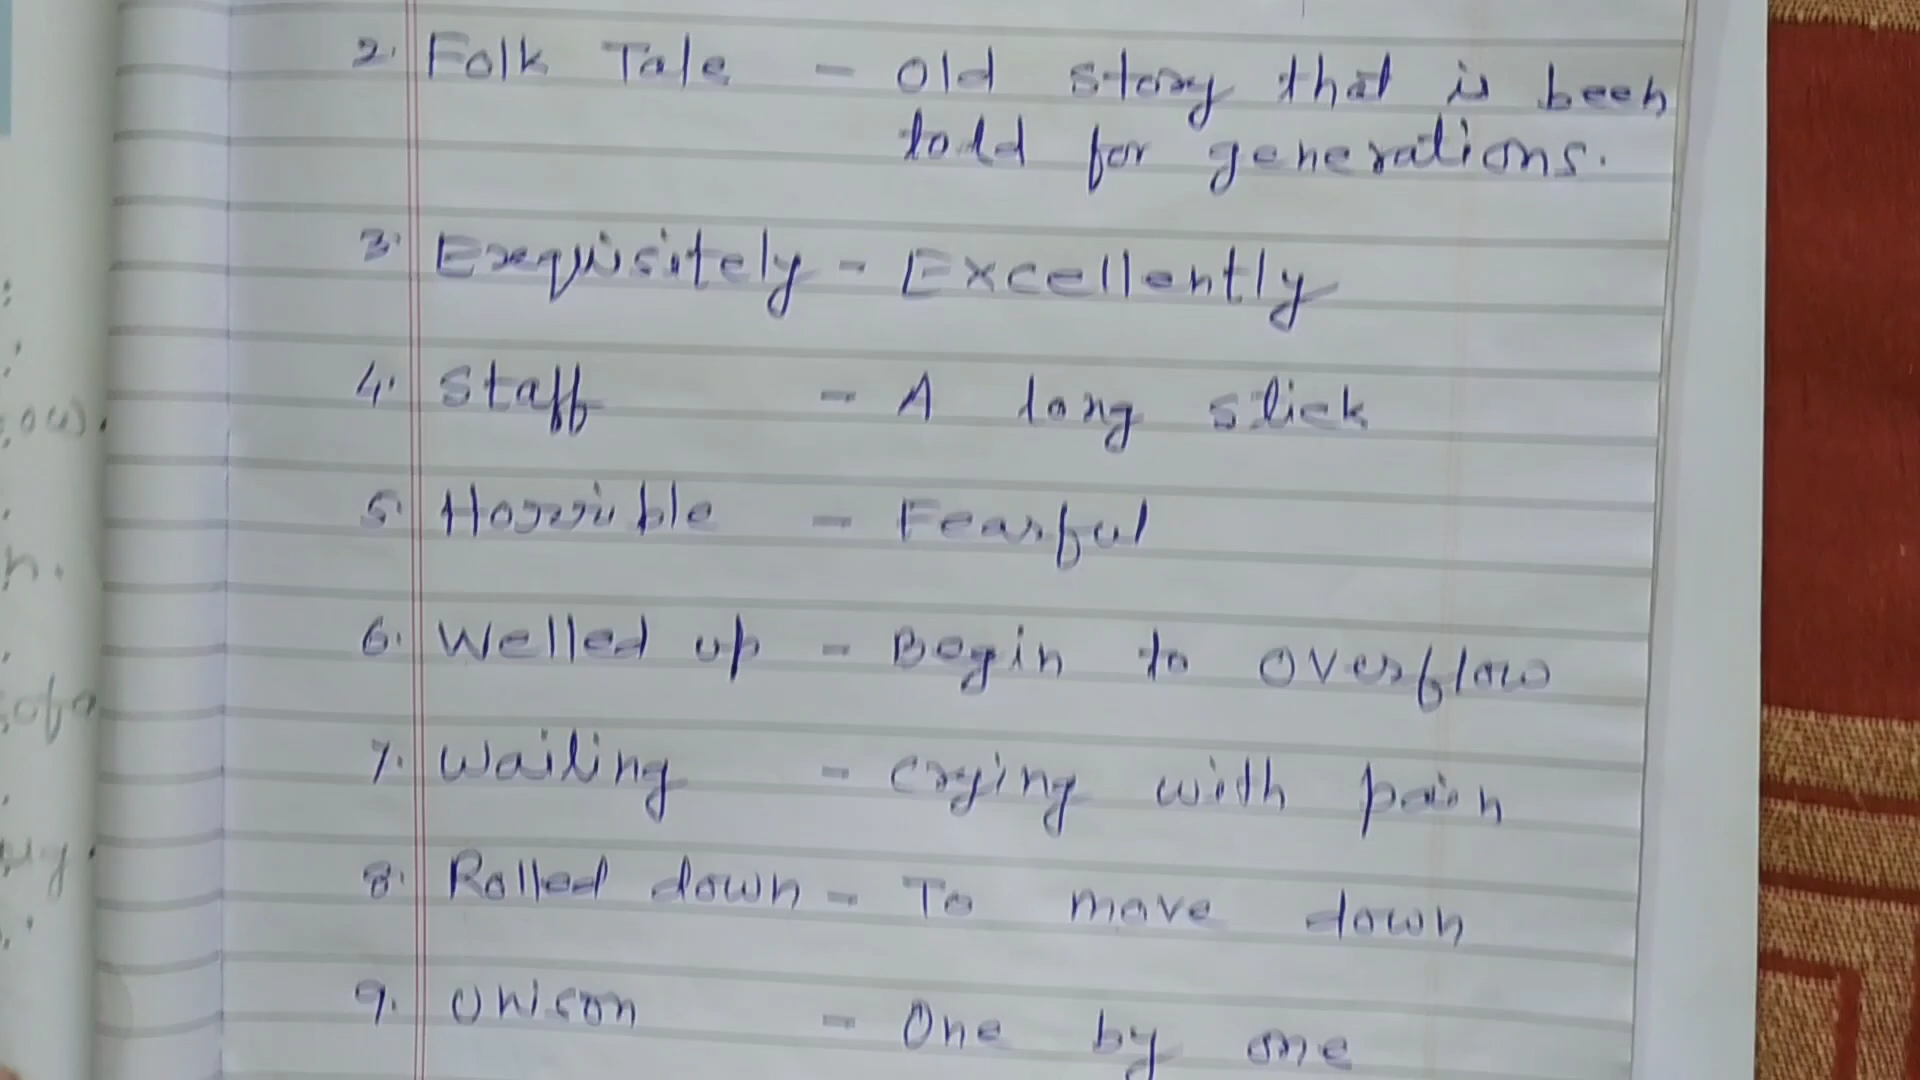 2. Folk Tale - Old story that is been
told for generations.
3. Exquisitely - Excellently
4. Staff - A long stick
5. Horrible - Fearful
6. Welled up - Begin to overflow
7. Wailing - crying with pain
8. Rolled down - To move down
9. Unison - One by one